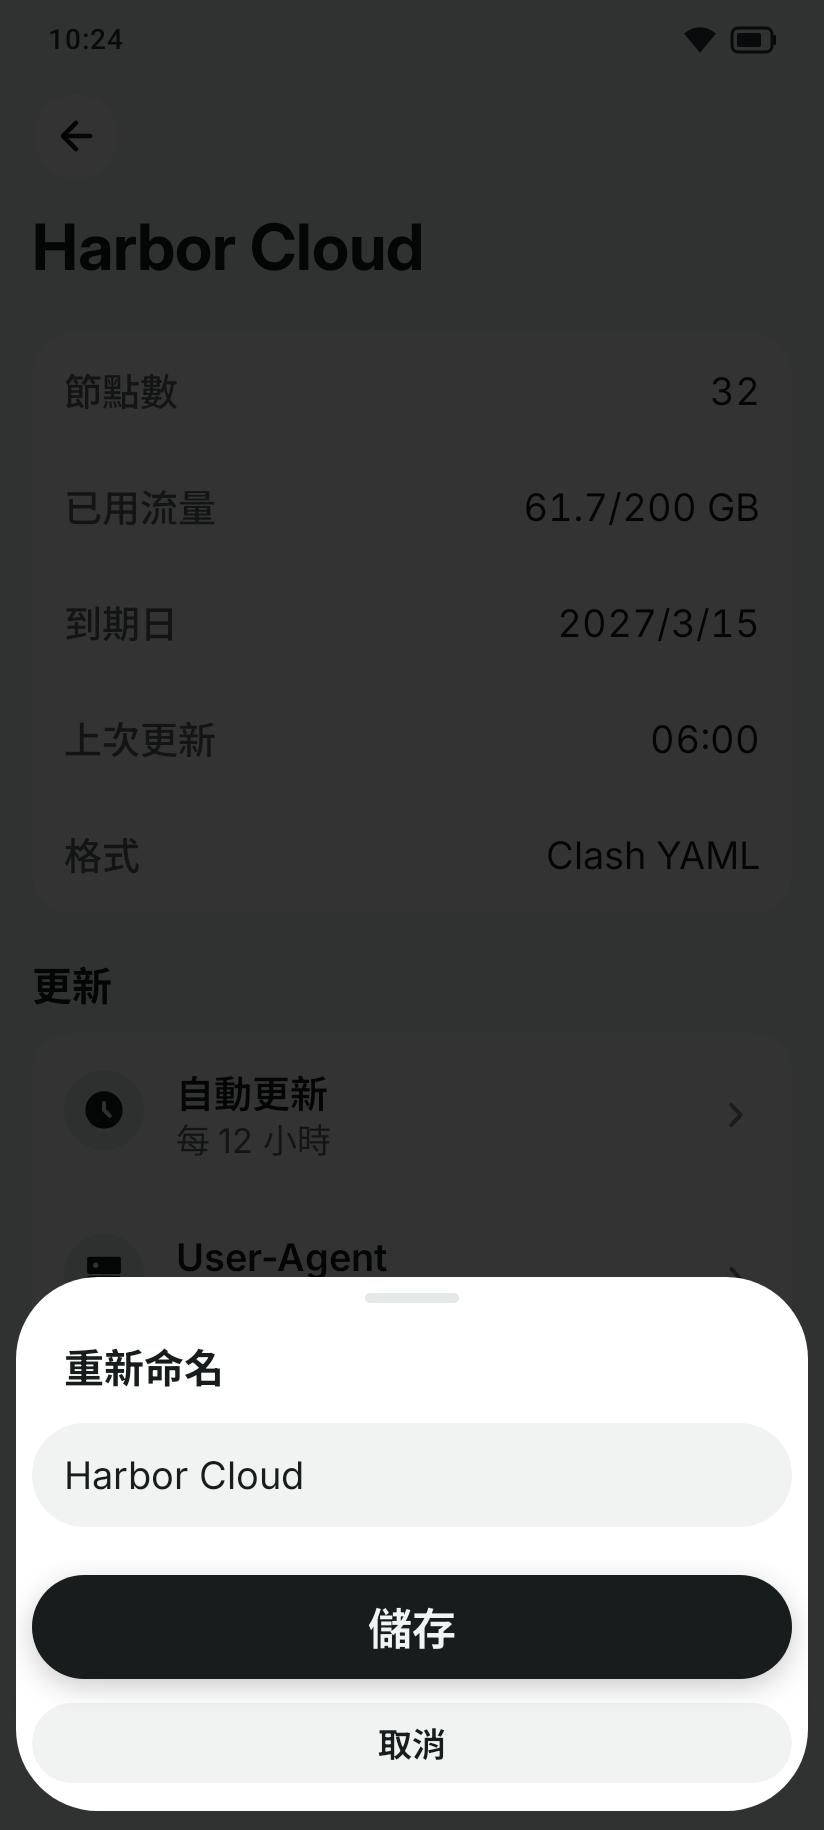 10:24
Harbor Cloud
節點數 32
已用流量 61.7/200 GB
到期日 2027/3/15
上次更新 06:00
格式 Clash YAML
更新
自動更新
每 12 小時
User-Agent
重新命名
Harbor Cloud
儲存
取消